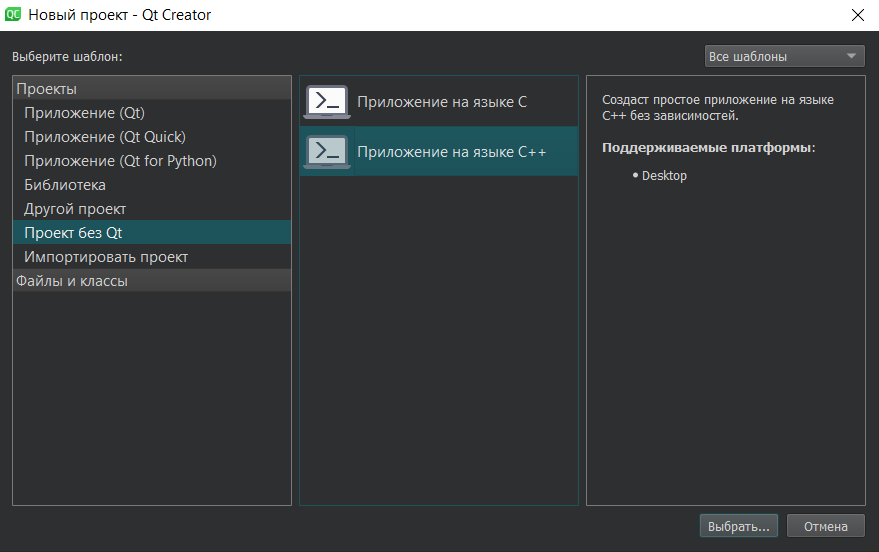 QC Новый проект - Qt Creator
Выберите шаблон:
Все шаблоны
Проекты
Приложение (Qt)
Приложение (Qt Quick)
Приложение (Qt for Python)
Библиотека
Другой проект
Проект без Qt
Импортировать проект
Файлы и классы
Приложение на языке C
Приложение на языке C++
Создаст простое приложение на языке
C++ без зависимостей.
Поддерживаемые платформы:
• Desktop
Выбрать...
Отмена